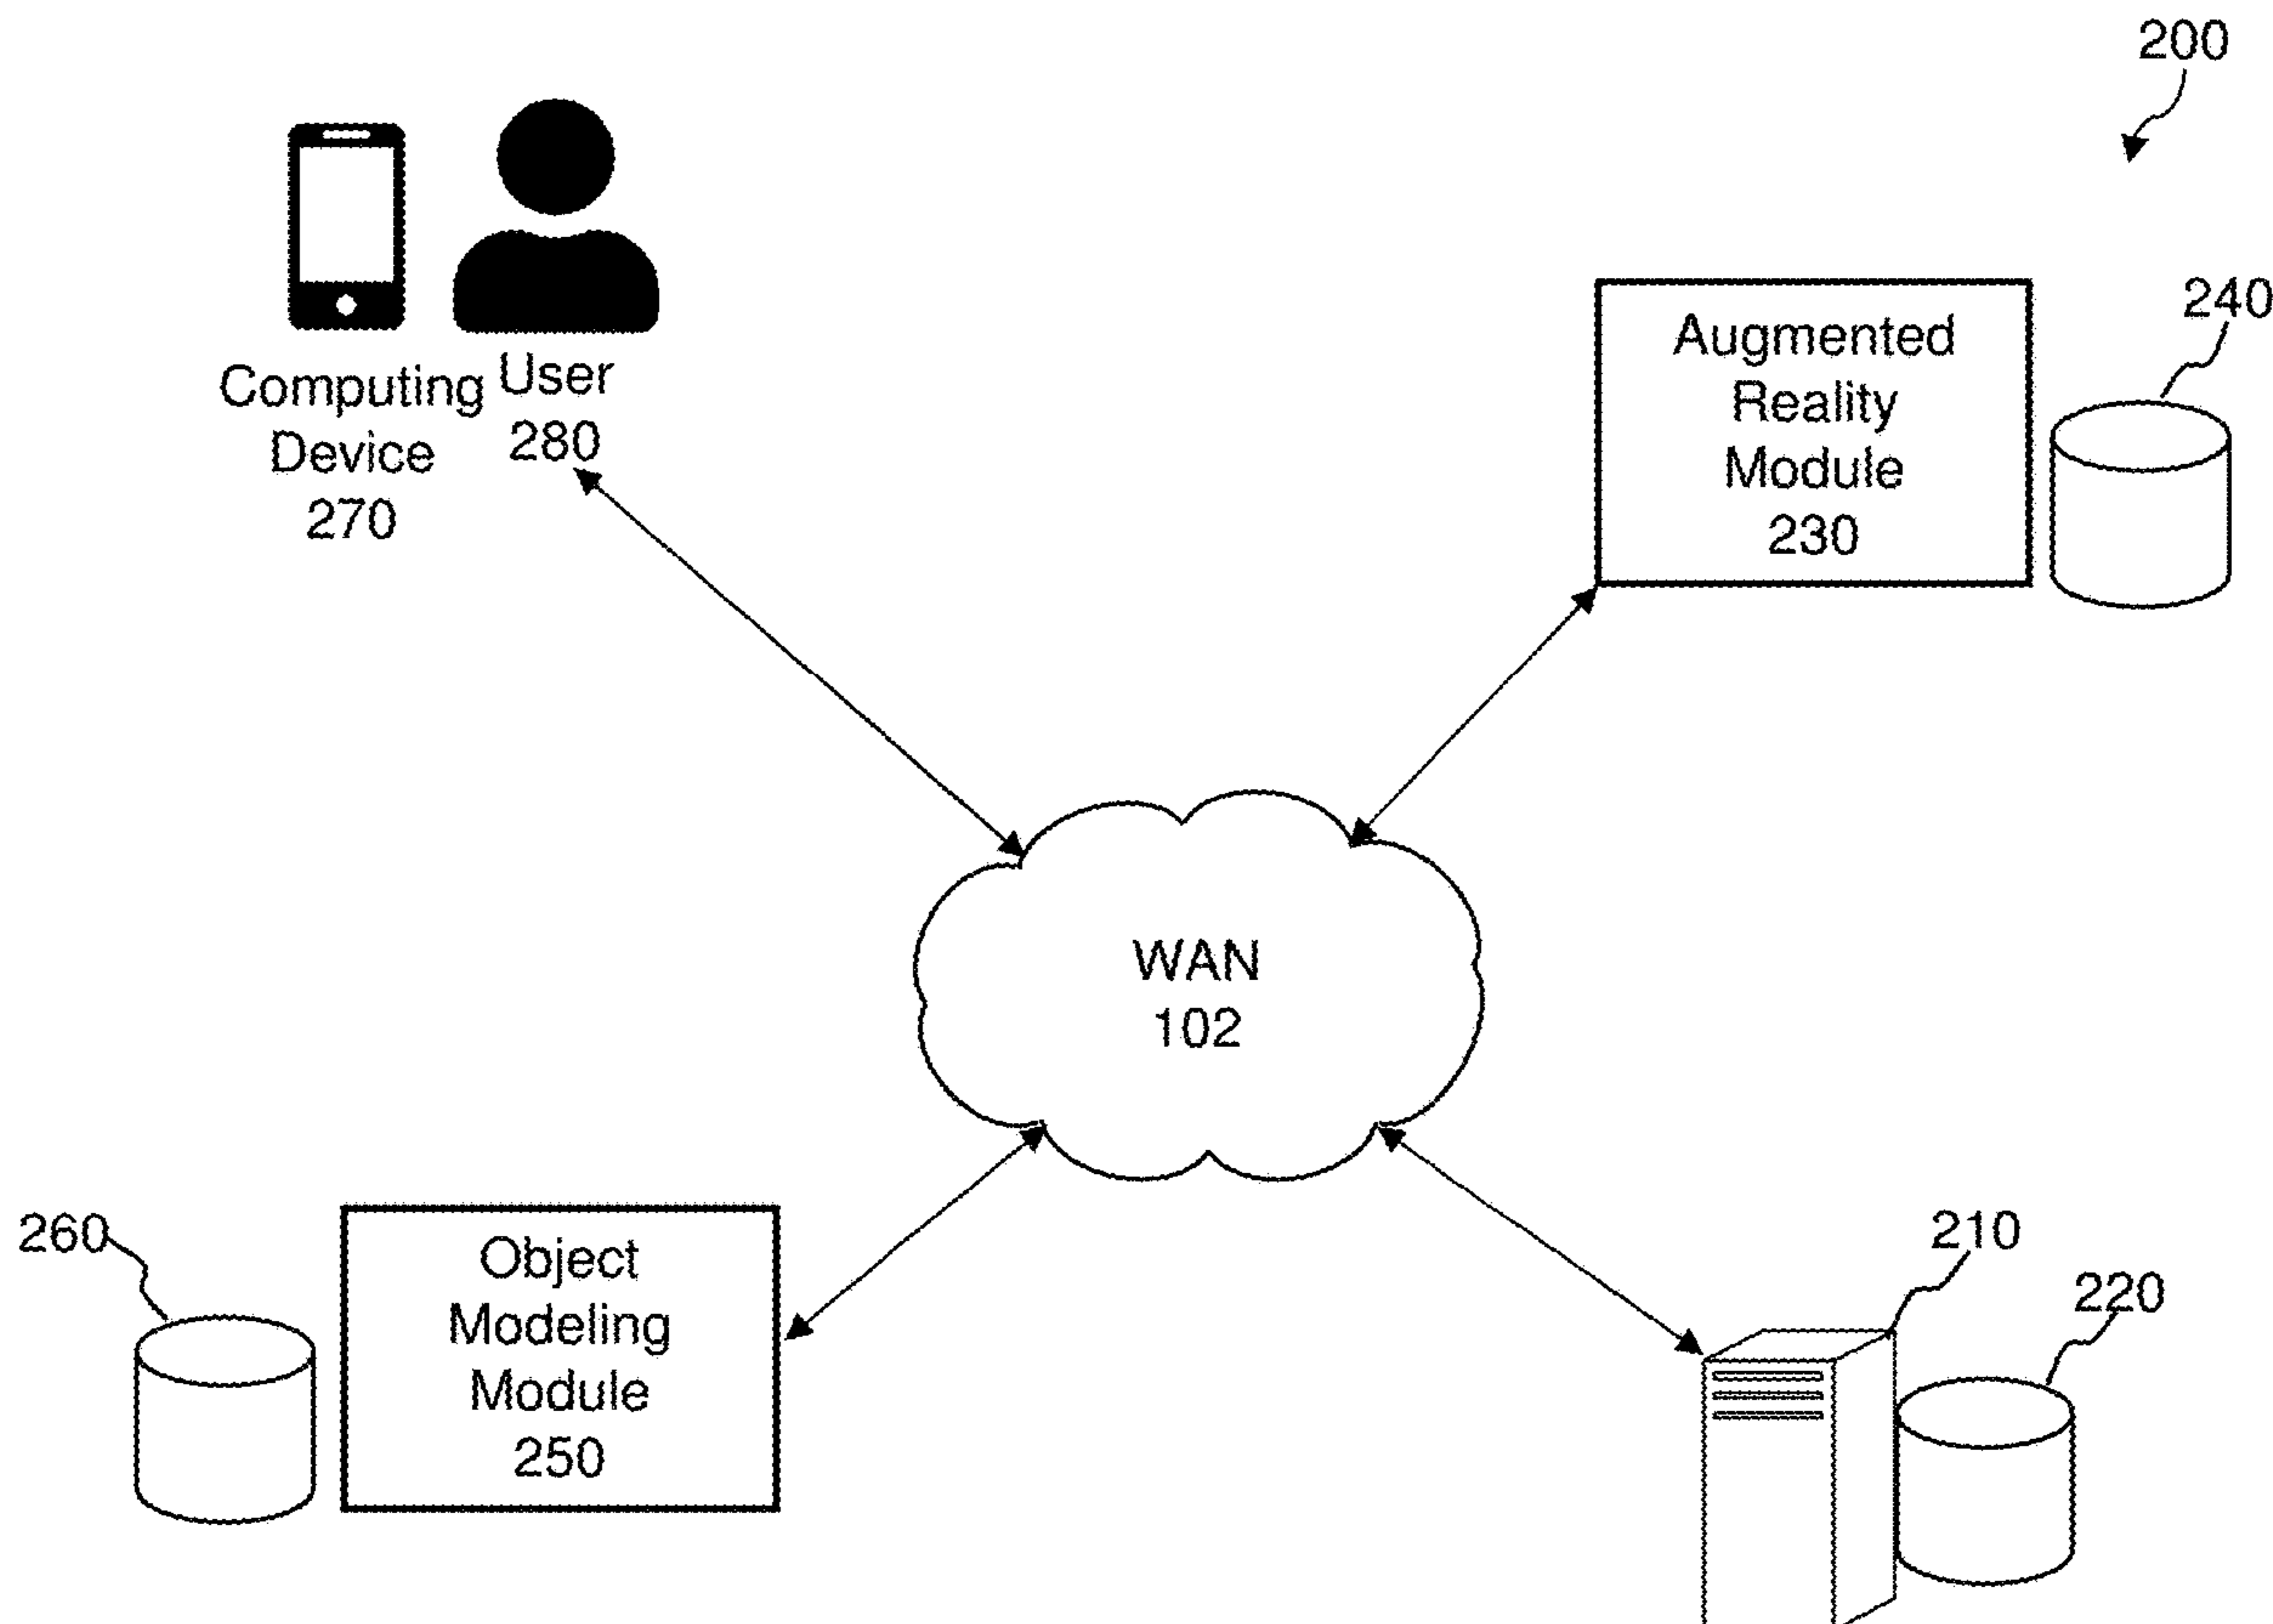 200
Computing
Device
270
User
280
Augmented
Reality
Module
230
240
WAN
102
260
Object
Modeling
Module
250
210
220